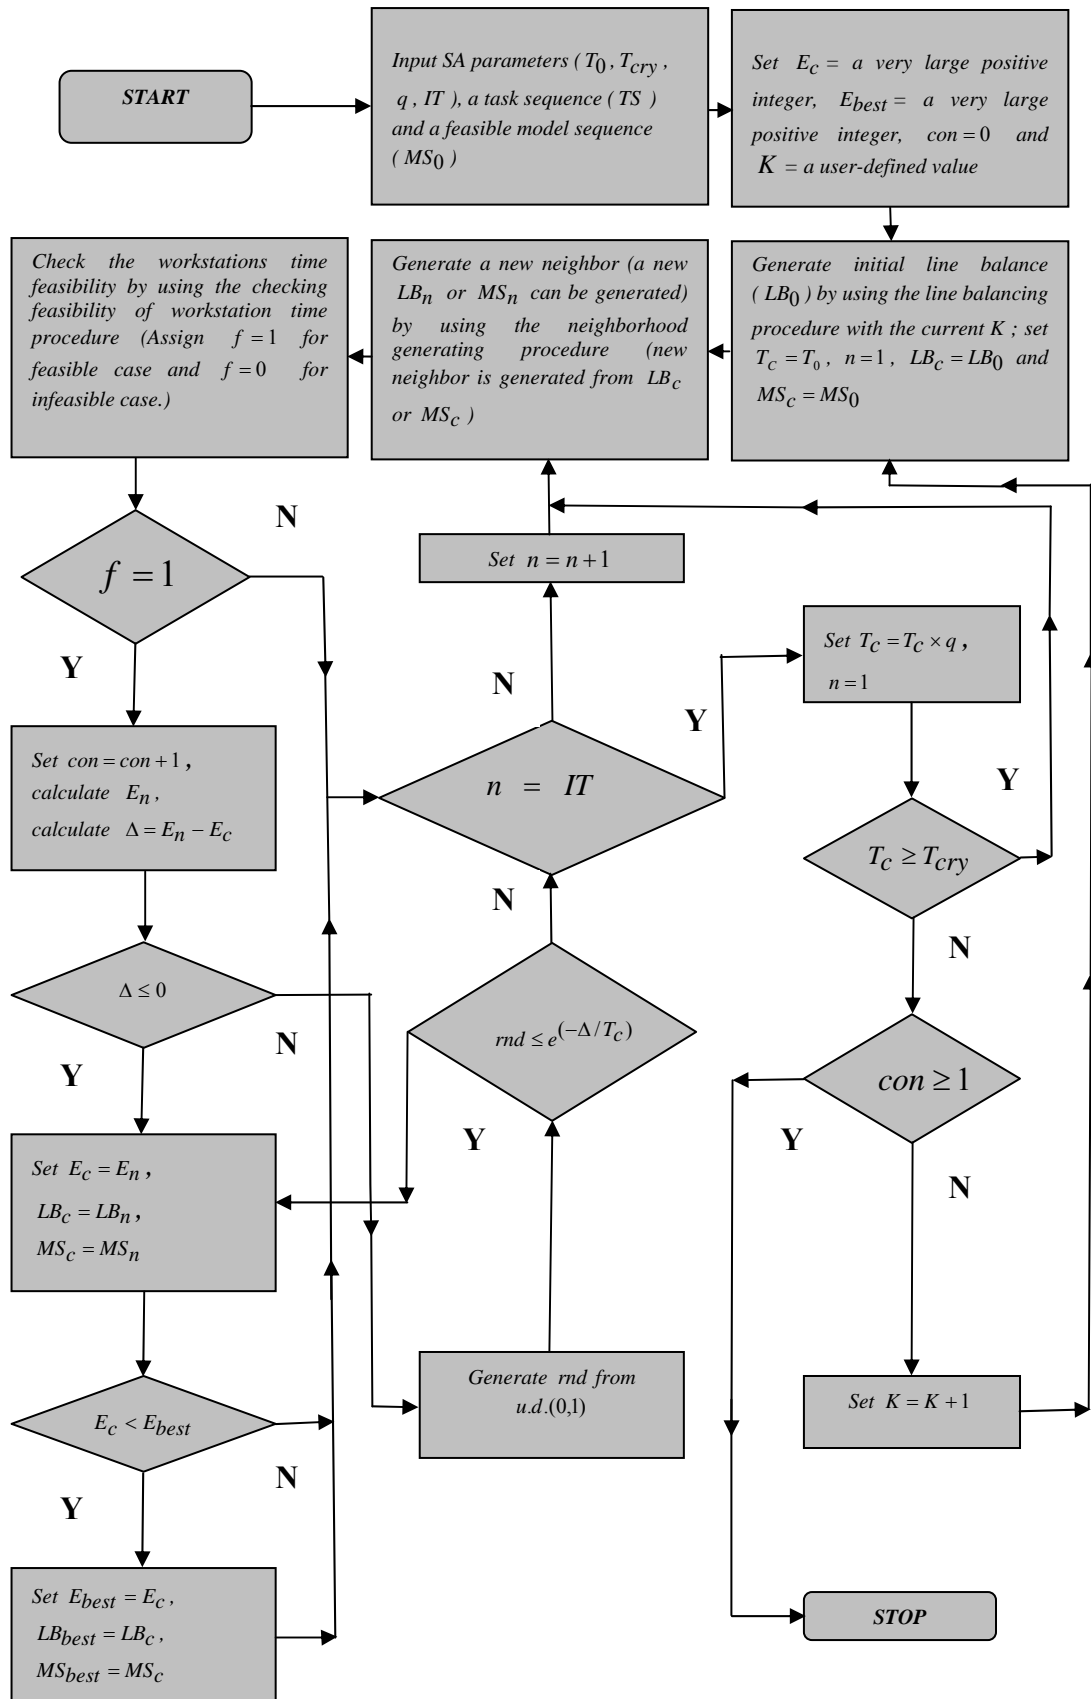 START
Input SA parameters ( T0 , Tcry ,
q , IT ), a task sequence ( TS )
and a feasible model sequence
( MS0 )
Set Ec = a very large positive
integer, Ebest = a very large
positive integer, con = 0 and
K = a user-defined value
Check the workstations time
feasibility by using the checking
feasibility of workstation time
procedure (Assign f = 1 for
feasible case and f = 0 for
infeasible case.)
Generate a new neighbor (a new
LBn or MSn can be generated)
by using the neighborhood
generating procedure (new
neighbor is generated from LBc
or MSc )
Generate initial line balance
( LB0 ) by using the line balancing
procedure with the current K ; set
Tc = T0 , n = 1 , LBc = LB0 and
MSc = MS0
f = 1
N
Y
Set n = n + 1
N
Set Tc = Tc × q ,
n = 1
Y
n = IT
Set con = con + 1 ,
calculate En ,
calculate Δ = En − Ec
Tc ≥ Tcry
Y
N
Δ ≤ 0
N
Y
rnd ≤ e(−Δ/Tc)
N
Y
con ≥ 1
Y
N
Set Ec = En ,
LBc = LBn ,
MSc = MSn
Ec < Ebest
N
Y
Generate rnd from
u.d.(0,1)
Set K = K + 1
Set Ebest = Ec ,
LBbest = LBc ,
MSbest = MSc
STOP